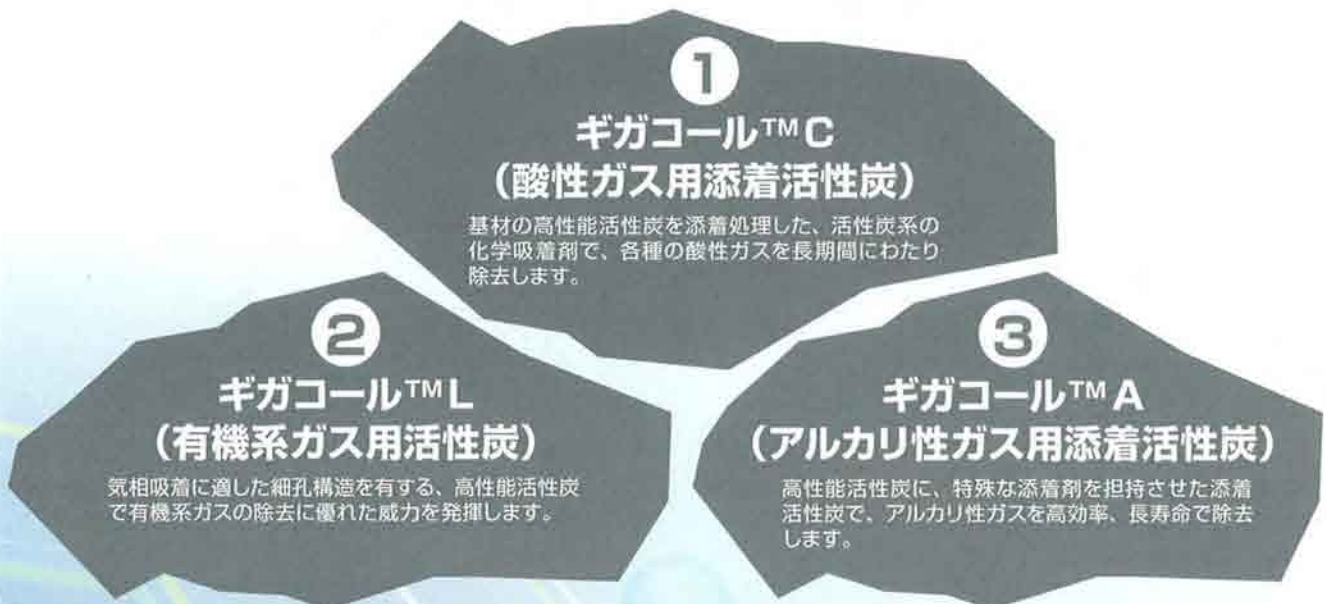 1
ギガコール™C
（酸性ガス用添着活性炭）
基材の高性能活性炭を添着処理した、活性炭系の
化学吸着剤で、各種の酸性ガスを長期間にわたり
除去します。
2
ギガコール™L
（有機系ガス用活性炭）
気相吸着に適した細孔構造を有する、高性能活性炭
で有機系ガスの除去に優れた威力を発揮します。
3
ギガコール™A
（アルカリ性ガス用添着活性炭）
高性能活性炭に、特殊な添着剤を担持させた添着
活性炭で、アルカリ性ガスを高効率、長寿命で除去
します。